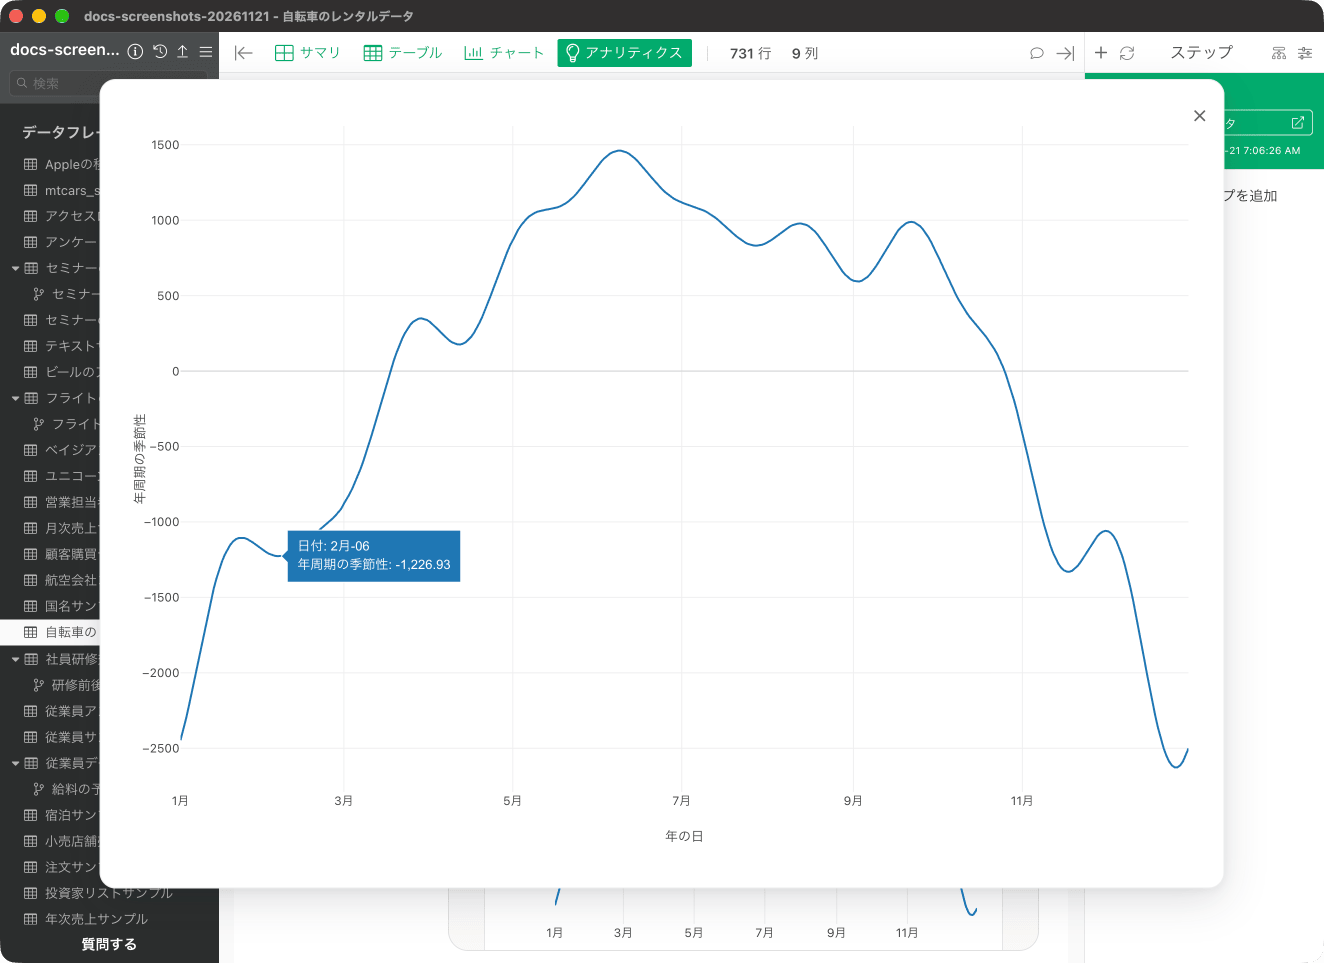 docs-screenshots-20261121 - 自転車のレンタルデータ
docs-screen...
サマリ
テーブル
チャート
アナリティクス
731 行
9 列
ステップ
検索
データフレー
Appleの
mtcars_s
アクセス
アンケー
セミナー
セミナー
セミナー
テキスト
ビールの
フライト
フライト
ベイジア
ユニコー
営業担当
月次売上
顧客購買
航空会社
国名サン
自転車の
社員研修
研修前後
従業員ア
従業員サ
従業員デ
給料の予
宿泊サン
小売店舗
注文サン
投資家リストサンプル
年次売上サンプル
質問する
タ
-21 7:06:26 AM
プを追加
1500
1000
500
0
−500
−1000
−1500
−2000
−2500
年周期の季節性
日付: 2月-06
年周期の季節性: -1,226.93
1月
3月
5月
7月
9月
11月
年の日
1月
3月
5月
7月
9月
11月